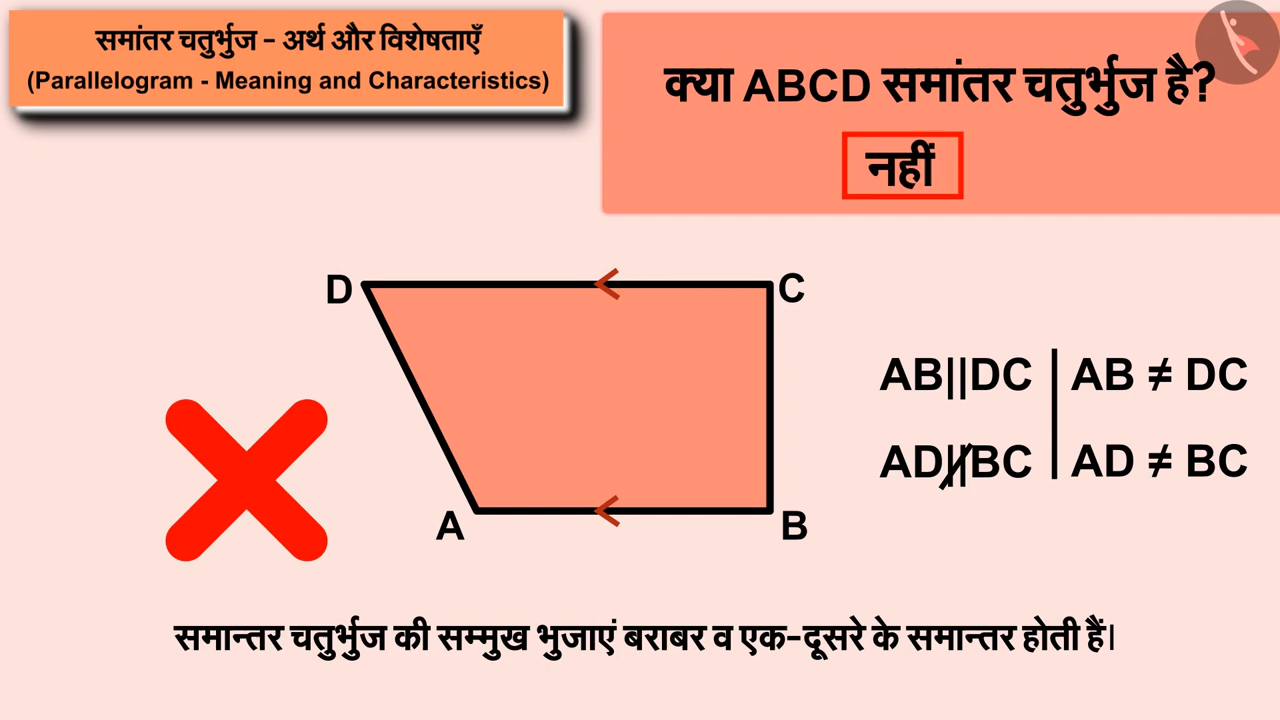 समांतर चतुर्भुज - अर्थ और विशेषताएँ
(Parallelogram - Meaning and Characteristics)
क्या ABCD समांतर चतुर्भुज है?
नहीं
D
C
A
B
AB||DC | AB ≠ DC
AD∦BC | AD ≠ BC
समान्तर चतुर्भुज की सम्मुख भुजाएं बराबर व एक-दूसरे के समान्तर होती हैं।